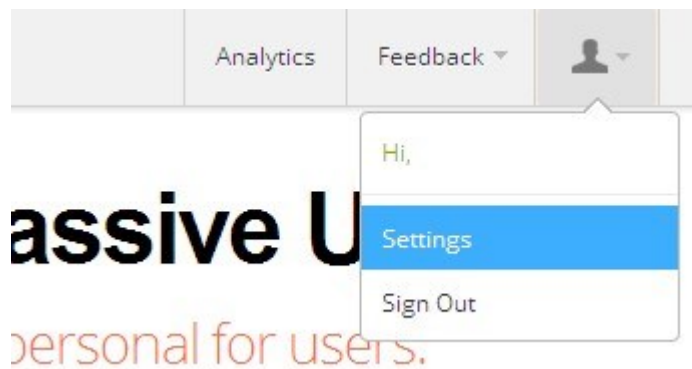 Analytics Feedback
Hi,
assive U
Settings
Sign Out
personal for users.